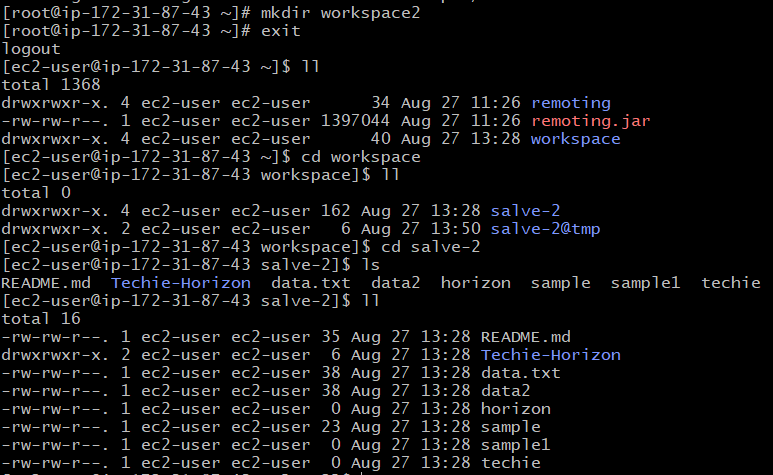 [root@ip-172-31-87-43 ~]# mkdir workspace2
[root@ip-172-31-87-43 ~]# exit
logout
[ec2-user@ip-172-31-87-43 ~]$ ll
total 1368
drwxrwxr-x. 4 ec2-user ec2-user      34 Aug 27 11:26 remoting
-rw-rw-r--. 1 ec2-user ec2-user 1397044 Aug 27 11:26 remoting.jar
drwxrwxr-x. 4 ec2-user ec2-user      40 Aug 27 13:28 workspace
[ec2-user@ip-172-31-87-43 ~]$ cd workspace
[ec2-user@ip-172-31-87-43 workspace]$ ll
total 0
drwxrwxr-x. 4 ec2-user ec2-user 162 Aug 27 13:28 salve-2
drwxrwxr-x. 2 ec2-user ec2-user   6 Aug 27 13:50 salve-2@tmp
[ec2-user@ip-172-31-87-43 workspace]$ cd salve-2
[ec2-user@ip-172-31-87-43 salve-2]$ ls
README.md  Techie-Horizon  data.txt  data2  horizon  sample  sample1  techie
[ec2-user@ip-172-31-87-43 salve-2]$ ll
total 16
-rw-rw-r--. 1 ec2-user ec2-user 35 Aug 27 13:28 README.md
drwxrwxr-x. 2 ec2-user ec2-user  6 Aug 27 13:28 Techie-Horizon
-rw-rw-r--. 1 ec2-user ec2-user 38 Aug 27 13:28 data.txt
-rw-rw-r--. 1 ec2-user ec2-user 38 Aug 27 13:28 data2
-rw-rw-r--. 1 ec2-user ec2-user  0 Aug 27 13:28 horizon
-rw-rw-r--. 1 ec2-user ec2-user 23 Aug 27 13:28 sample
-rw-rw-r--. 1 ec2-user ec2-user  0 Aug 27 13:28 sample1
-rw-rw-r--. 1 ec2-user ec2-user  0 Aug 27 13:28 techie